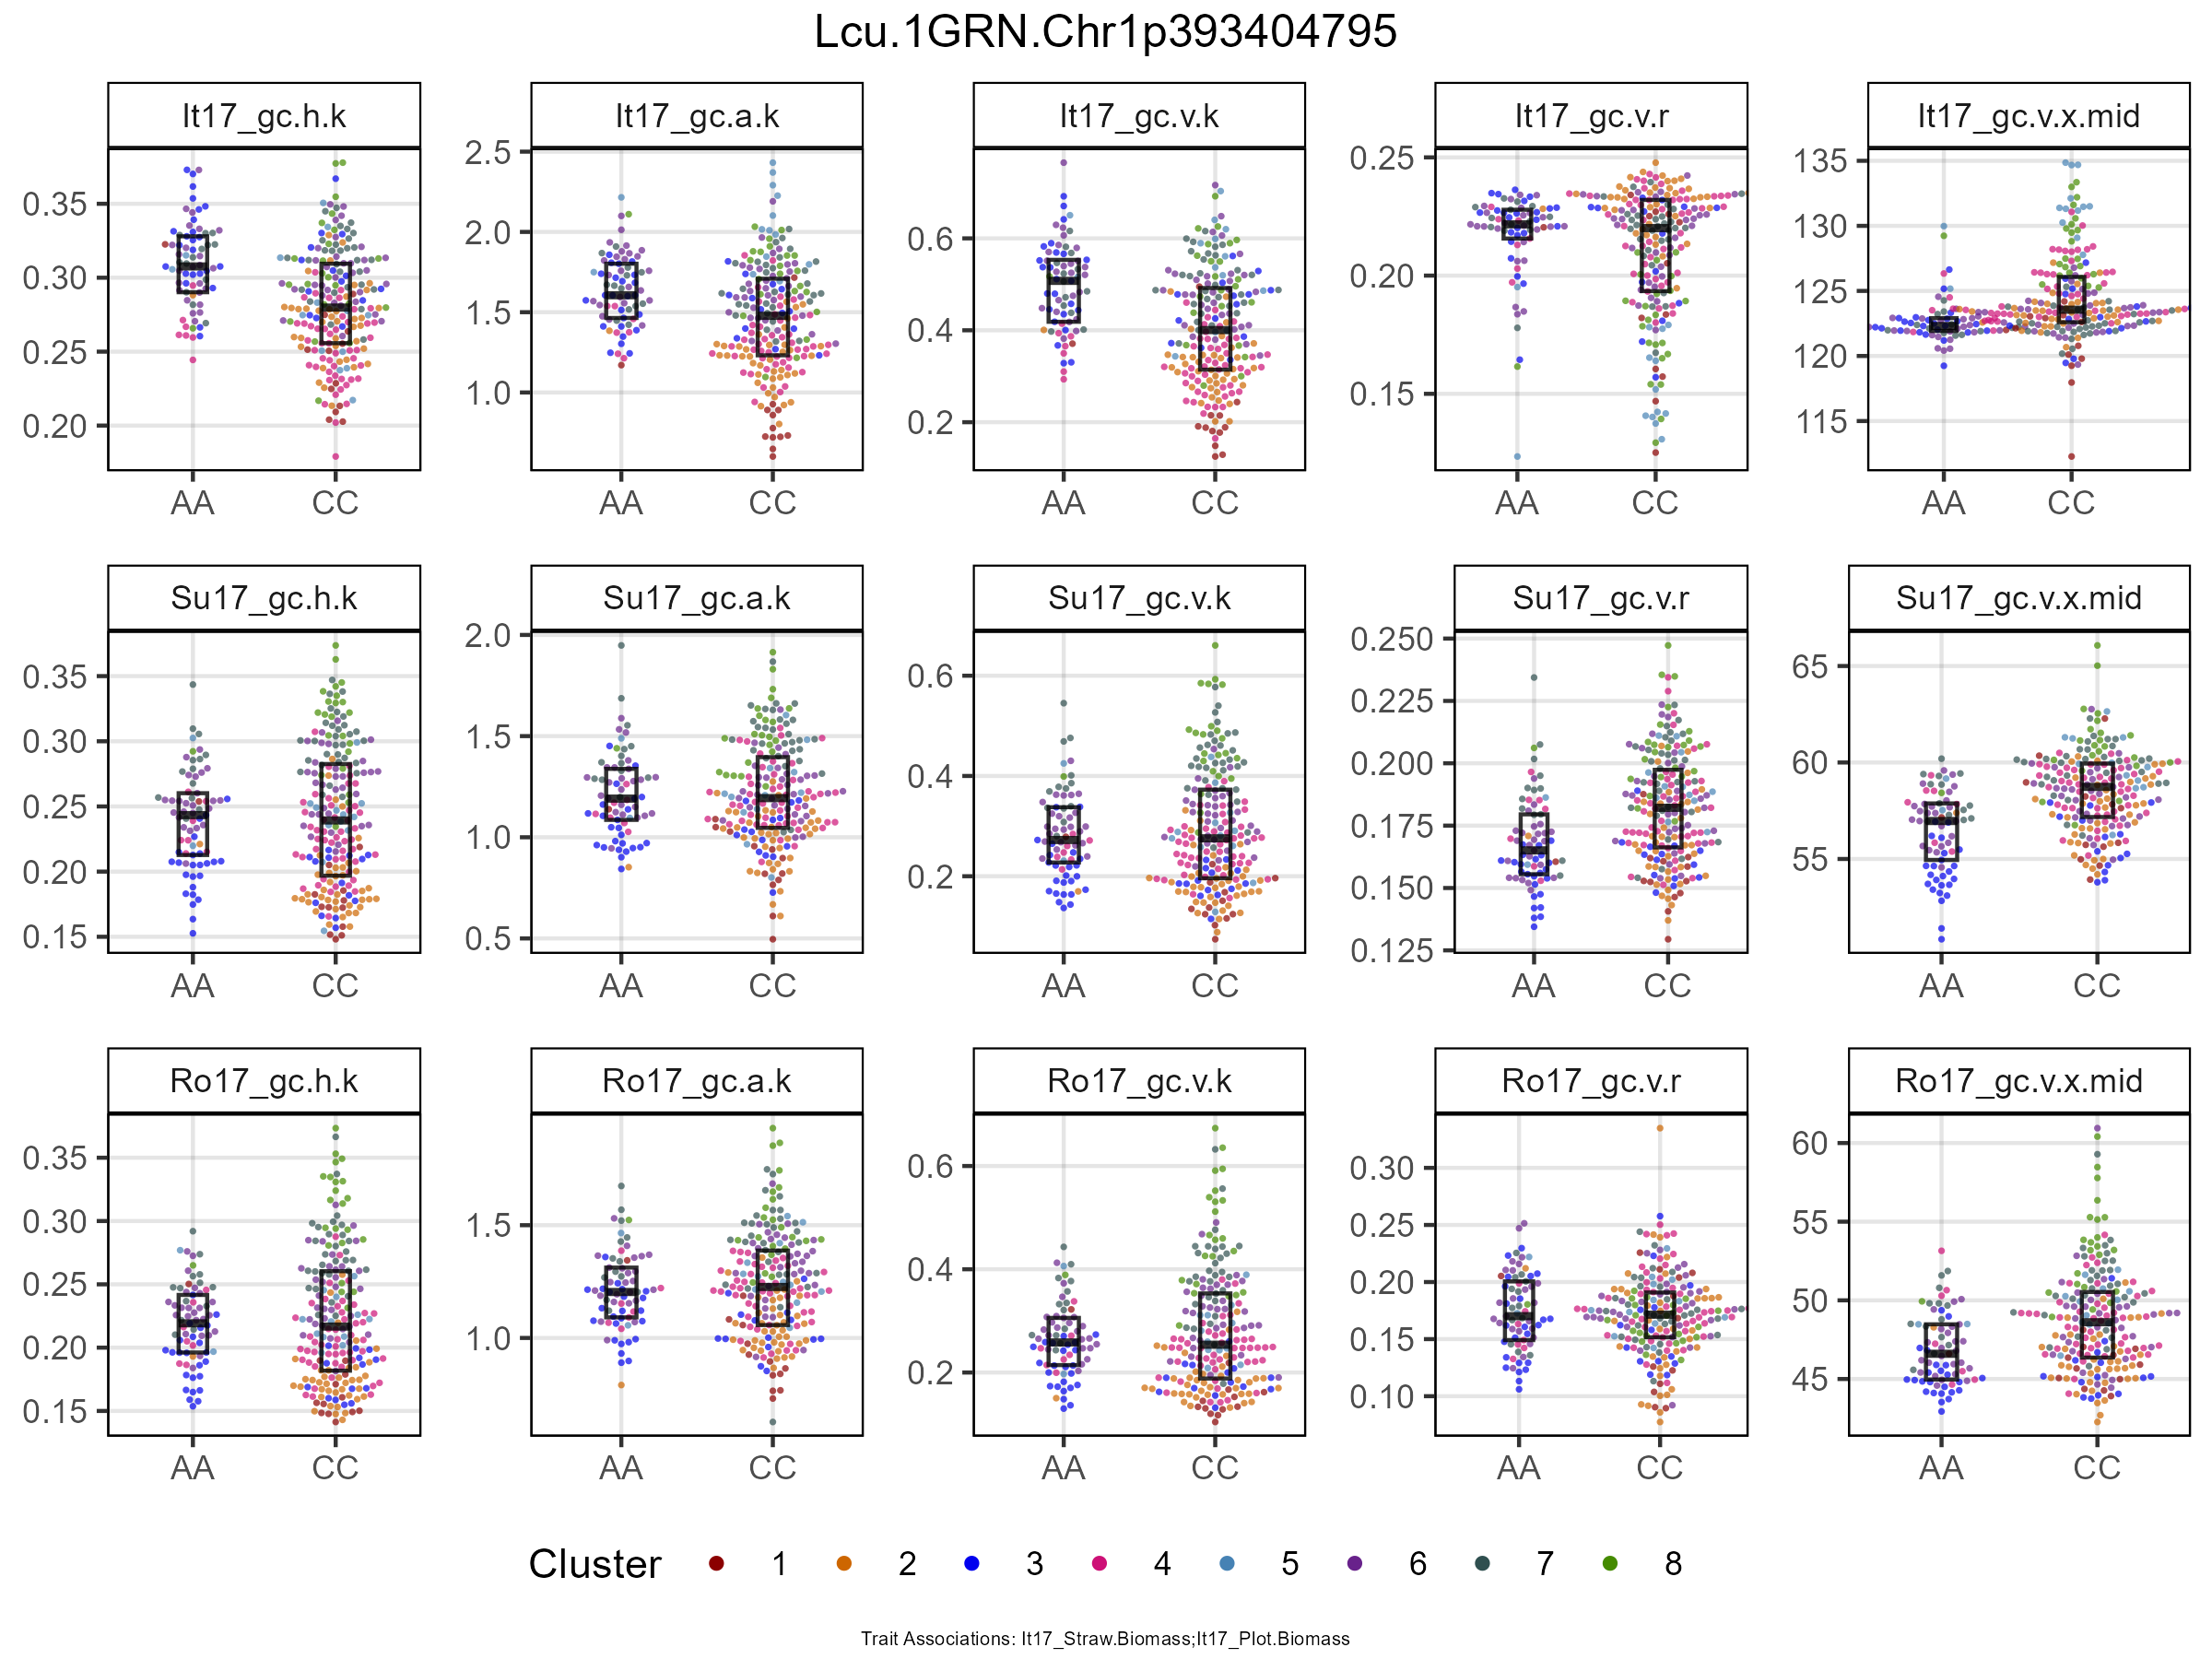 Lcu.1GRN.Chr1p393404795
It17_gc.h.k It17_gc.a.k It17_gc.v.k It17_gc.v.r It17_gc.v.x.mid
0.35 0.30 0.25 0.20
2.5 2.0 1.5 1.0
0.6 0.4 0.2
0.25 0.20 0.15
135 130 125 120 115
AA CC AA CC AA CC AA CC AA CC
Su17_gc.h.k Su17_gc.a.k Su17_gc.v.k Su17_gc.v.r Su17_gc.v.x.mid
0.35 0.30 0.25 0.20 0.15
2.0 1.5 1.0 0.5
0.6 0.4 0.2
0.250 0.225 0.200 0.175 0.150 0.125
65 60 55
AA CC AA CC AA CC AA CC AA CC
Ro17_gc.h.k Ro17_gc.a.k Ro17_gc.v.k Ro17_gc.v.r Ro17_gc.v.x.mid
0.35 0.30 0.25 0.20 0.15
1.5 1.0
0.6 0.4 0.2
0.30 0.25 0.20 0.15 0.10
60 55 50 45
AA CC AA CC AA CC AA CC AA CC
Cluster 1 2 3 4 5 6 7 8
Trait Associations: It17_Straw.Biomass;It17_Plot.Biomass